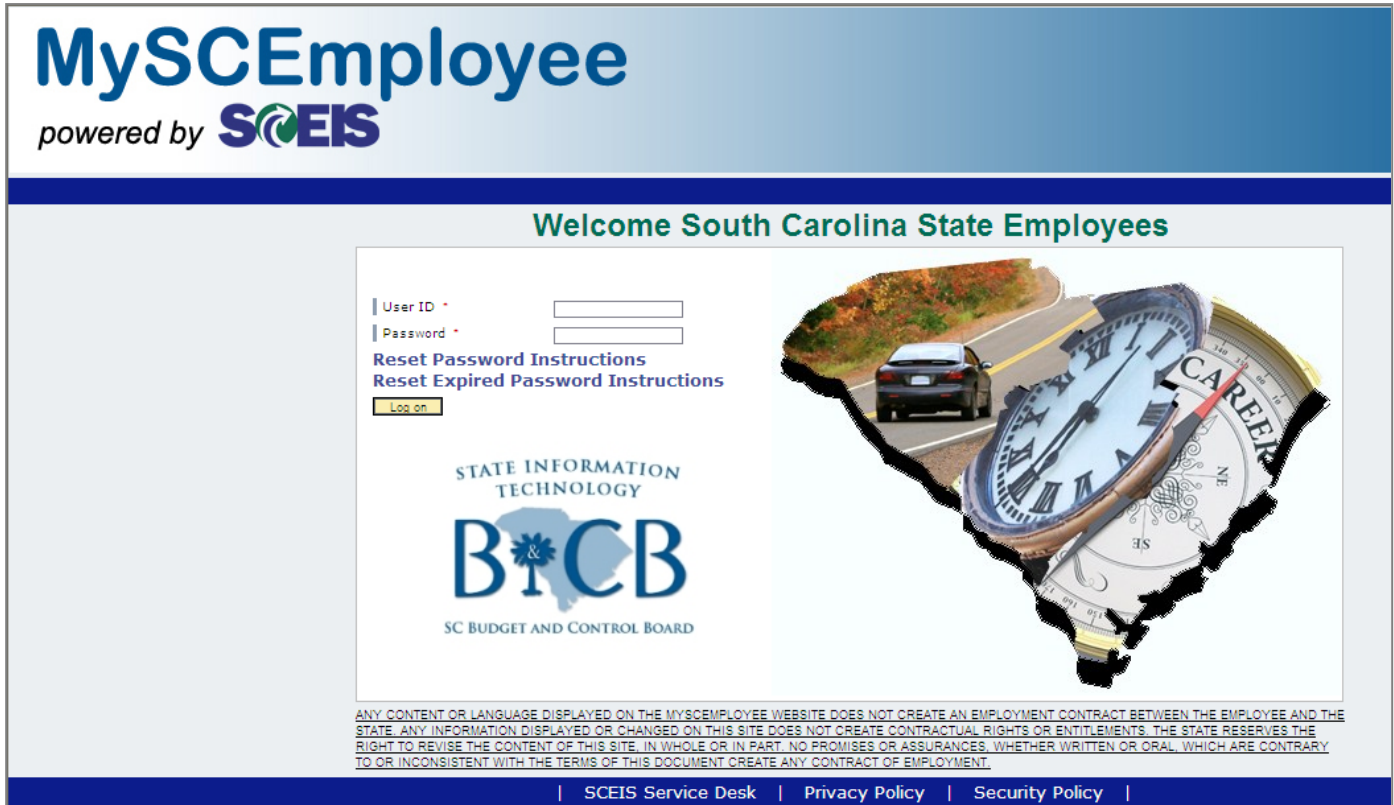 MySCEmployee
powered by SCEIS
Welcome South Carolina State Employees
User ID *
Password *
Reset Password Instructions
Reset Expired Password Instructions
Log on
STATE INFORMATION
TECHNOLOGY
B&CB
SC BUDGET AND CONTROL BOARD
CAREER
NE
SE
ANY CONTENT OR LANGUAGE DISPLAYED ON THE MYSCEMPLOYEE WEBSITE DOES NOT CREATE AN EMPLOYMENT CONTRACT BETWEEN THE EMPLOYEE AND THE
STATE. ANY INFORMATION DISPLAYED OR CHANGED ON THIS SITE DOES NOT CREATE CONTRACTUAL RIGHTS OR ENTITLEMENTS. THE STATE RESERVES THE
RIGHT TO REVISE THE CONTENT OF THIS SITE, IN WHOLE OR IN PART. NO PROMISES OR ASSURANCES, WHETHER WRITTEN OR ORAL, WHICH ARE CONTRARY
TO OR INCONSISTENT WITH THE TERMS OF THIS DOCUMENT CREATE ANY CONTRACT OF EMPLOYMENT.
| SCEIS Service Desk | Privacy Policy | Security Policy |